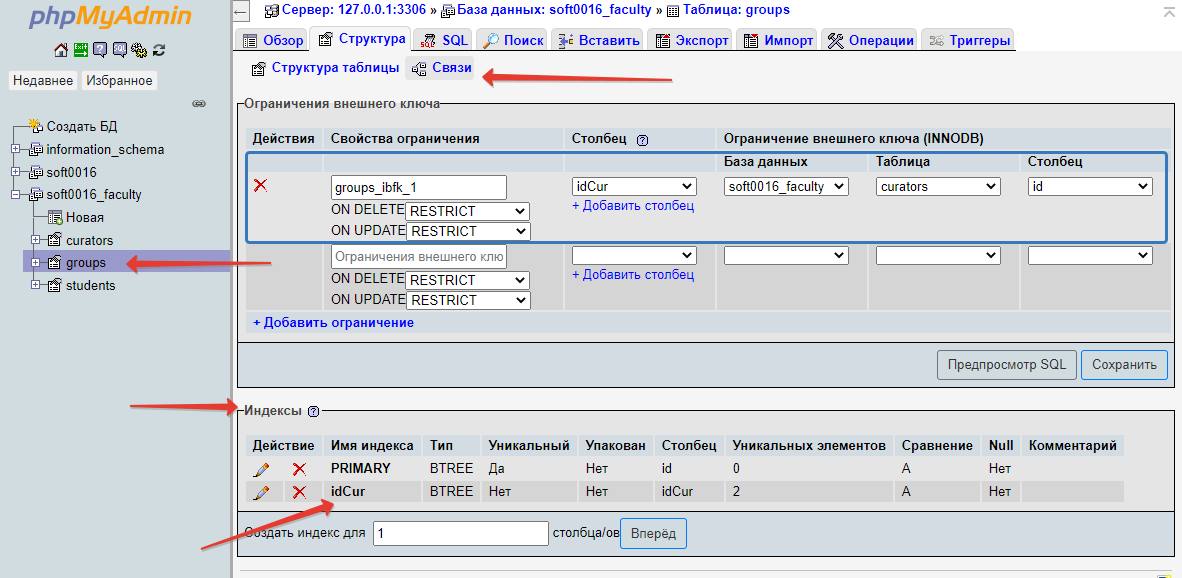 phpMyAdmin
Недавнее Избранное
Создать БД
information_schema
soft0016
soft0016_faculty
Новая
curators
groups
students
Сервер: 127.0.0.1:3306 » База данных: soft0016_faculty » Таблица: groups
Обзор Структура SQL Поиск Вставить Экспорт Импорт Операции Триггеры
Структура таблицы Связи
Ограничения внешнего ключа
Действия Свойства ограничения Столбец Ограничение внешнего ключа (INNODB)
База данных Таблица Столбец
groups_ibfk_1 idCur soft0016_faculty curators id
+ Добавить столбец
ON DELETE RESTRICT
ON UPDATE RESTRICT
Ограничения внешнего клю
+ Добавить столбец
ON DELETE RESTRICT
ON UPDATE RESTRICT
+ Добавить ограничение
Предпросмотр SQL Сохранить
Индексы
Действие Имя индекса Тип Уникальный Упакован Столбец Уникальных элементов Сравнение Null Комментарий
PRIMARY BTREE Да Нет id 0 A Нет
idCur BTREE Нет Нет idCur 2 A Нет
Создать индекс для 1 столбца/ов Вперёд